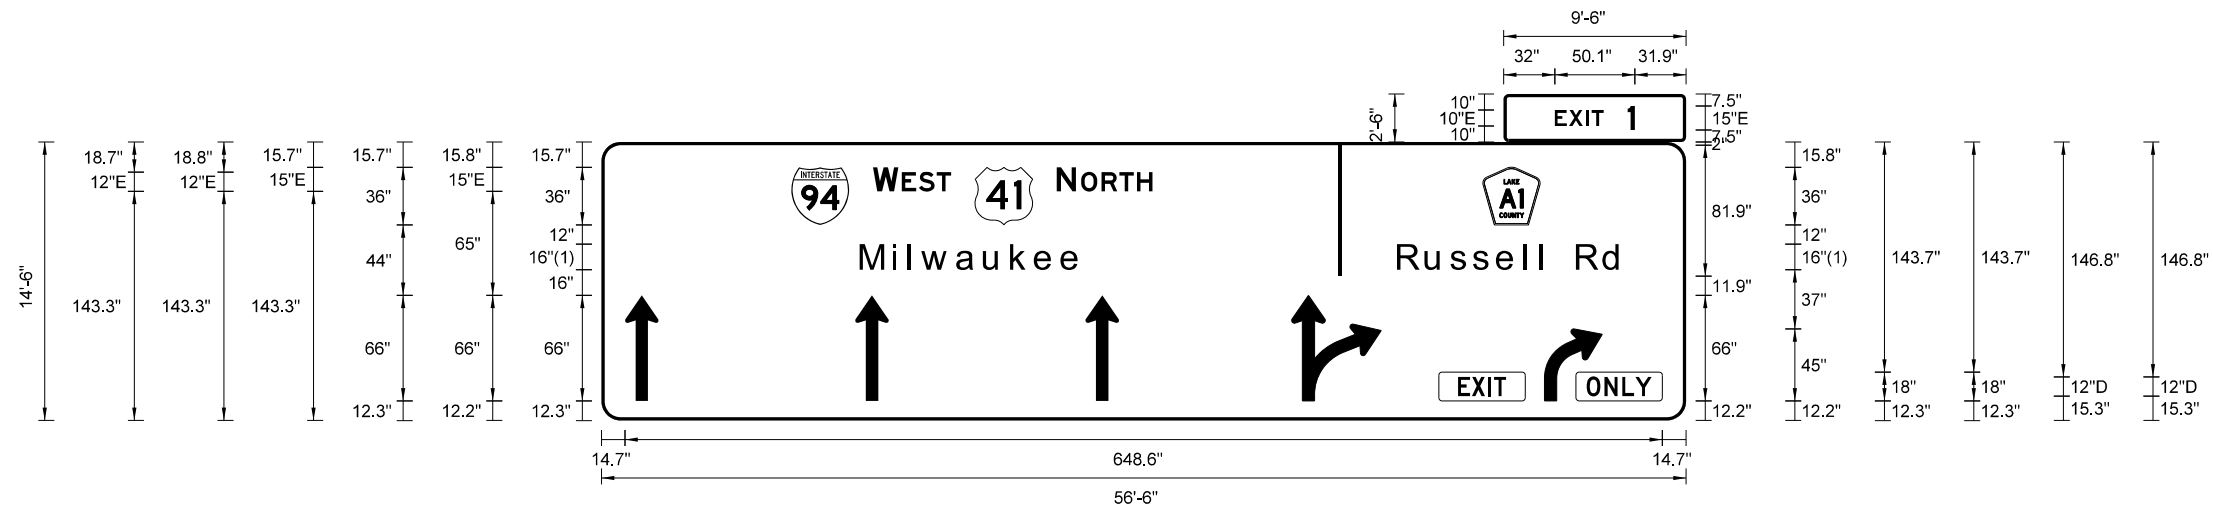 9'-6"
32" 50.1" 31.9"
2'-6"
10"
10"E
10"
EXIT 1
7.5"
15"E
7.5"
2"
14'-6"
18.7"
12"E
143.3"
18.8"
12"E
143.3"
15.7"
15"E
143.3"
15.7"
36"
44"
66"
12.3"
15.8"
15"E
65"
66"
12.2"
15.7"
36"
12"
16"(1)
16"
66"
12.3"
INTERSTATE
94 WEST 41 NORTH
Milwaukee
LAKE
A1
COUNTY
Russell Rd
EXIT ONLY
81.9"
11.9"
66"
12.2"
15.8"
36"
12"
16"(1)
37"
45"
12.2"
143.7"
18"
12.3"
143.7"
18"
12.3"
146.8"
12"D
15.3"
146.8"
12"D
15.3"
14.7" 648.6" 14.7"
56'-6"